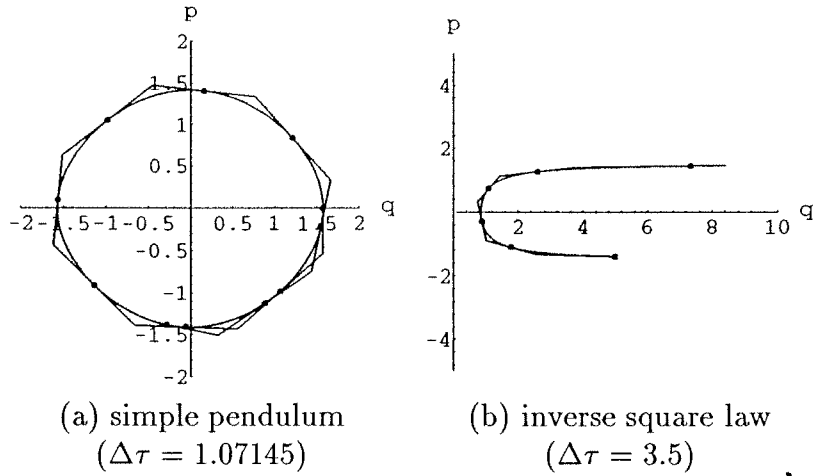 p
2
1.5
1
0.5
-2 -1.5 -1 -0.5 0.5 1 1.5 2 q
-0.5
-1
-1.5
-2
p
4
2
2 4 6 8 10 q
-2
-4
(a) simple pendulum
(Δτ = 1.07145)
(b) inverse square law
(Δτ = 3.5)